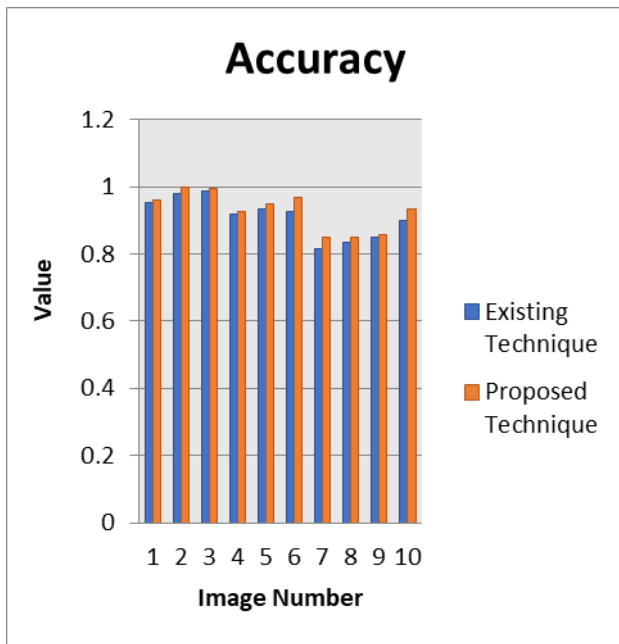 Accuracy
1.2
1
0.8
0.6
0.4
0.2
0
Value
1 2 3 4 5 6 7 8 9 10
Image Number
Existing
Technique
Proposed
Technique